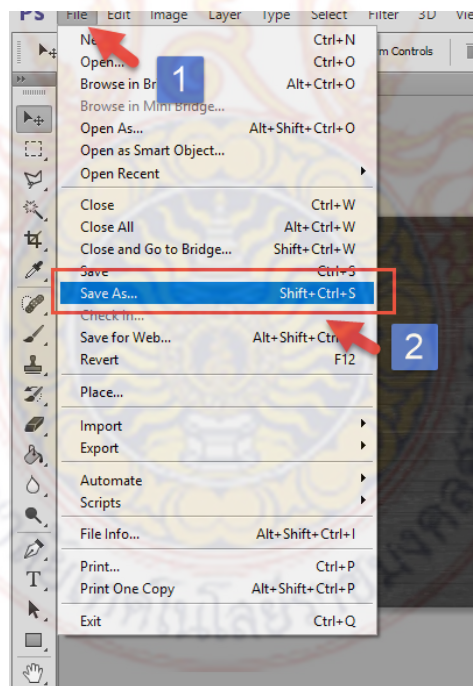 PS File Edit Image Layer Type Select Filter 3D Vie
1
m Controls
Open... Ctrl+O
Ctrl+N
Browse in Br Alt+Ctrl+O
Browse in Mini Bridge...
Open As... Alt+Shift+Ctrl+O
Open as Smart Object...
Open Recent
Close Ctrl+W
Close All Alt+Ctrl+W
Close and Go to Bridge... Shift+Ctrl+W
Save Ctrl+S
Save As... Shift+Ctrl+S
Check In...
2
Save for Web... Alt+Shift+Ctr
Revert F12
Place...
Import
Export
Automate
Scripts
File Info... Alt+Shift+Ctrl+I
Print... Ctrl+P
Print One Copy Alt+Shift+Ctrl+P
Exit Ctrl+Q